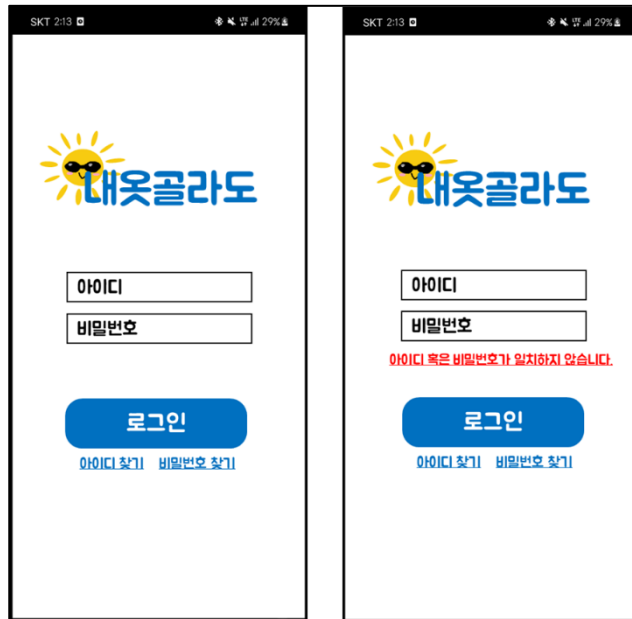 SKT 2:13
LTE 29%
내옷골라도
아이디
비밀번호
로그인
아이디 찾기 비밀번호 찾기
SKT 2:13
LTE 29%
내옷골라도
아이디
비밀번호
아이디 혹은 비밀번호가 일치하지 않습니다.
로그인
아이디 찾기 비밀번호 찾기